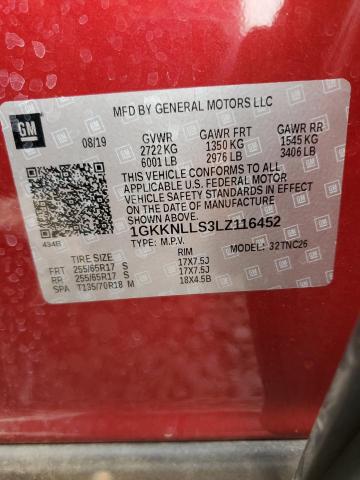 GM
MFD BY GENERAL MOTORS LLC
08/19 GVWR GAWR FRT GAWR RR
2722 KG 1350 KG 1545 KG
6001 LB 2976 LB 3406 LB
THIS VEHICLE CONFORMS TO ALL
APPLICABLE U.S. FEDERAL MOTOR
VEHICLE SAFETY STANDARDS IN
EFFECT ON THE DATE OF MANUFACTURE
SHOWN ABOVE.
1GKKNLLS3LZ116452
434B TYPE: M.P.V. MODEL: 32TNC26
TIRE SIZE RIM
FRT 255/65R17 S 17X7.5J
RR 255/65R17 S 17X7.5J
SPA T135/70R18 M 18X4.5B